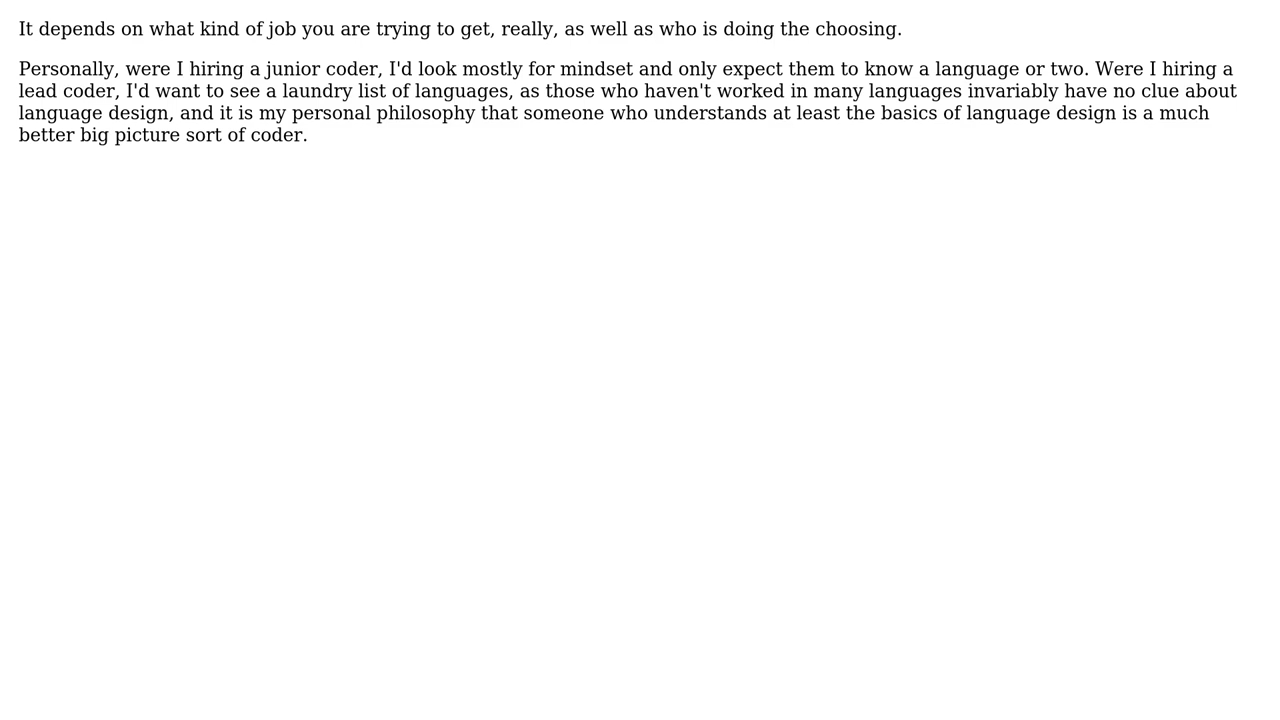 It depends on what kind of job you are trying to get, really, as well as who is doing the choosing.
Personally, were I hiring a junior coder, I'd look mostly for mindset and only expect them to know a language or two. Were I hiring a
lead coder, I'd want to see a laundry list of languages, as those who haven't worked in many languages invariably have no clue about
language design, and it is my personal philosophy that someone who understands at least the basics of language design is a much
better big picture sort of coder.